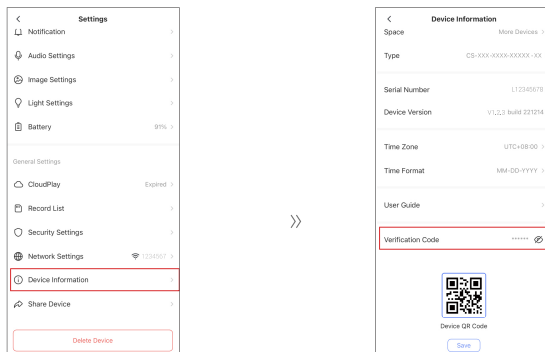 Settings
Notification
Audio Settings
Image Settings
Light Settings
Battery 91%
General Settings
CloudPlay Expired
Record List
Security Settings
Network Settings 1234567
Device Information
Share Device
Delete Device
Device Information
Space More Devices
Type CS-XXX-XXXX-XXXXX-XX
Serial Number L12345678
Device Version V1.2.3 build 221214
Time Zone UTC+08:00
Time Format MM-DD-YYYY
User Guide
Verification Code ******
Device QR Code
Save